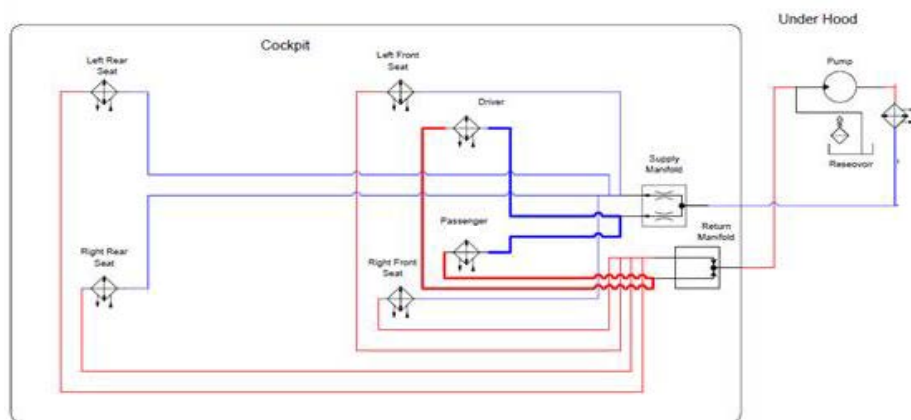 Under Hood
Cockpit
Left Rear
Seat
Left Front
Seat
Pump
Driver
Reseovoir
Supply
Manifold
Passenger
Return
Manifold
Right Rear
Seat
Right Front
Seat